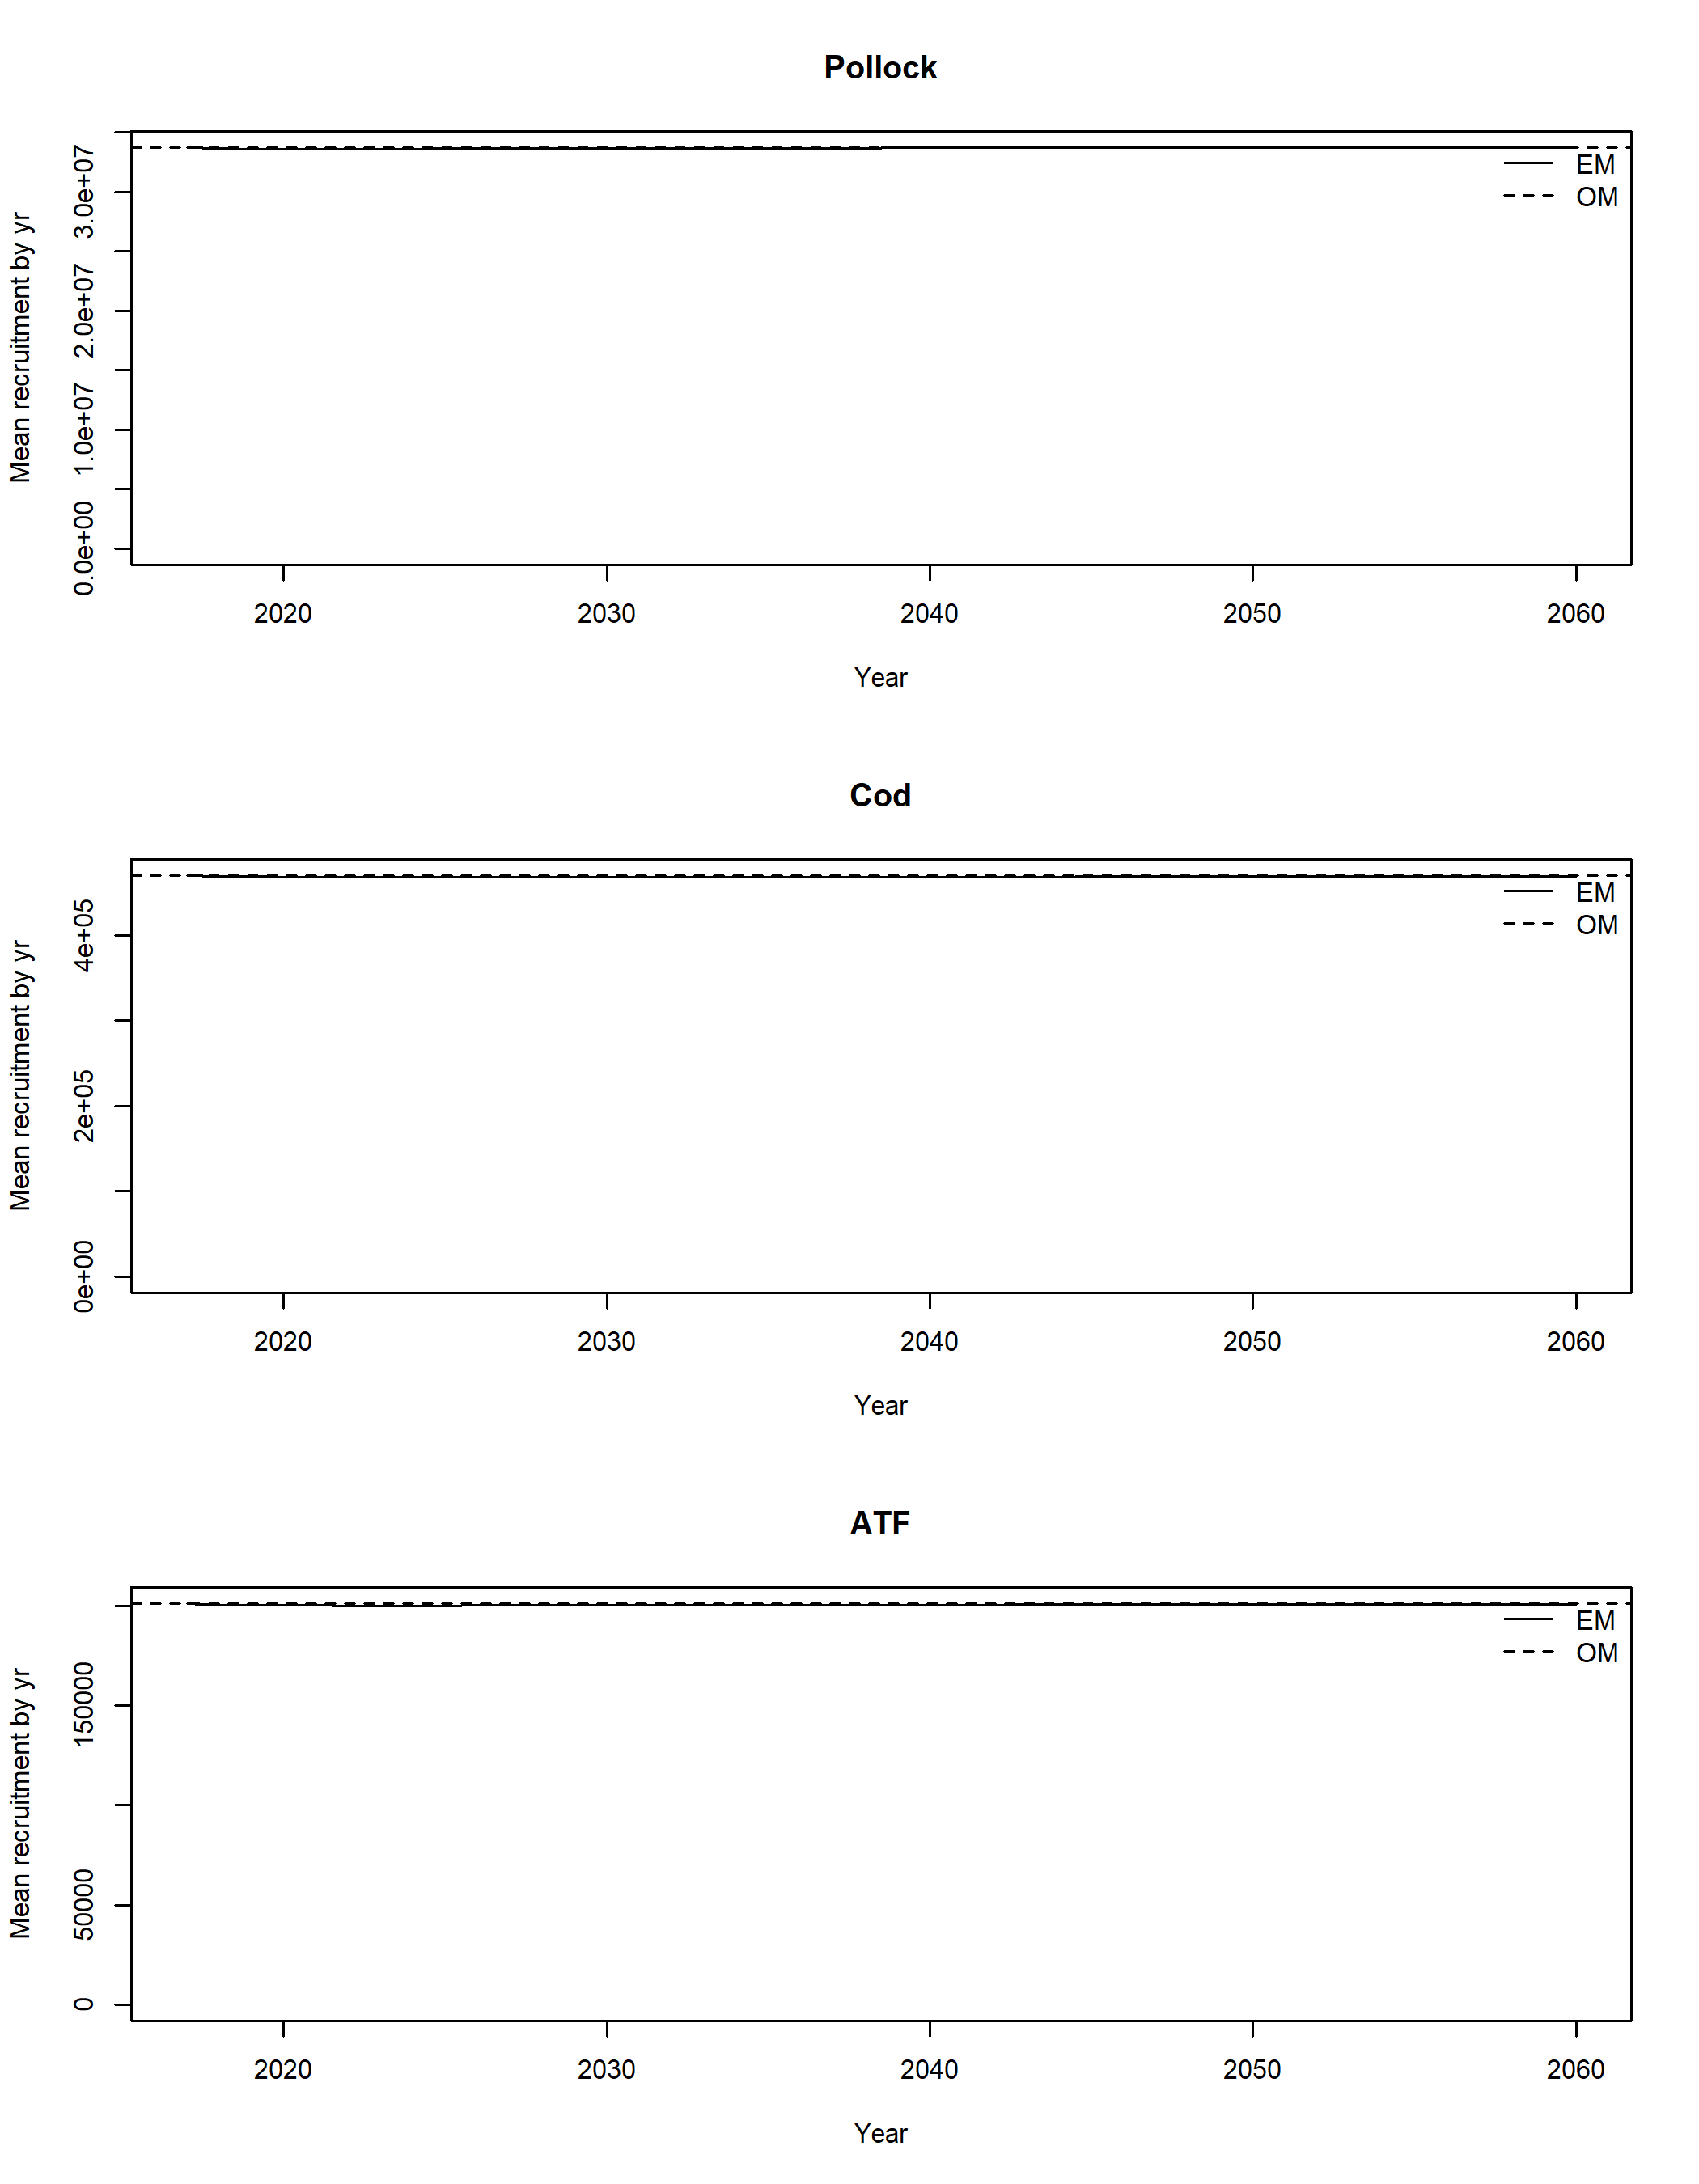 Pollock
Mean recruitment by yr
3.0e+07
2.0e+07
1.0e+07
0.0e+00
EM
OM
2020 2030 2040 2050 2060
Year
Cod
Mean recruitment by yr
4e+05
2e+05
0e+00
EM
OM
2020 2030 2040 2050 2060
Year
ATF
Mean recruitment by yr
150000
50000
0
EM
OM
2020 2030 2040 2050 2060
Year